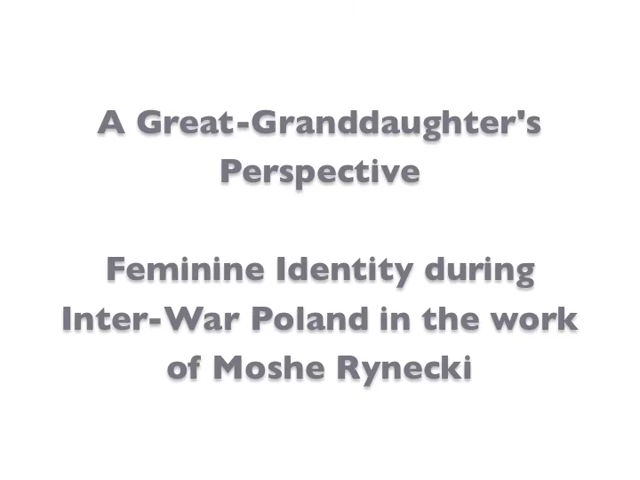 A Great-Granddaughter's
Perspective
Feminine Identity during
Inter-War Poland in the work
of Moshe Rynecki